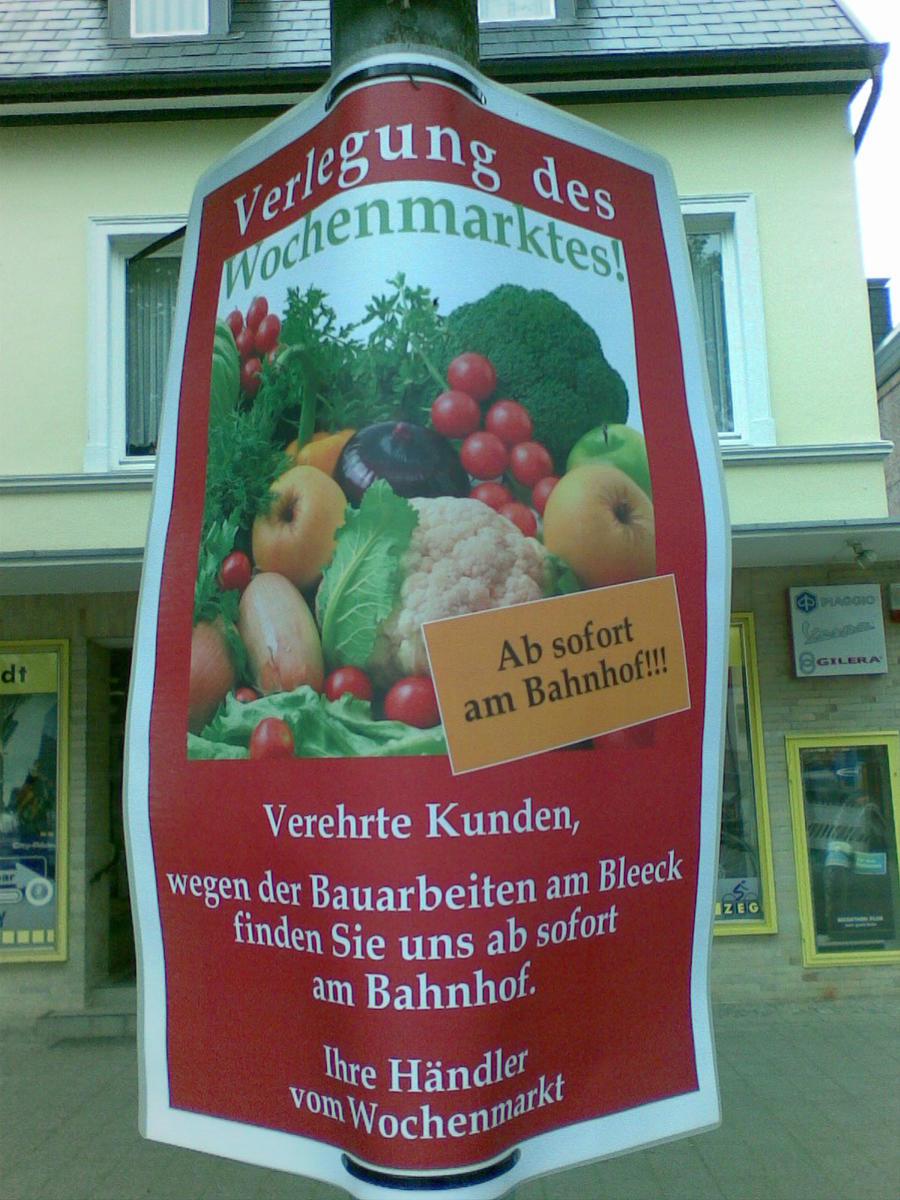 Verlegung des
Wochenmarktes!
Ab sofort
am Bahnhof!!!
Verehrte Kunden,
wegen der Bauarbeiten am Bleeck
finden Sie uns ab sofort
am Bahnhof.
Ihre Händler
vom Wochenmarkt
PIAGGIO
Vespa
GILERA
dt
ZEG